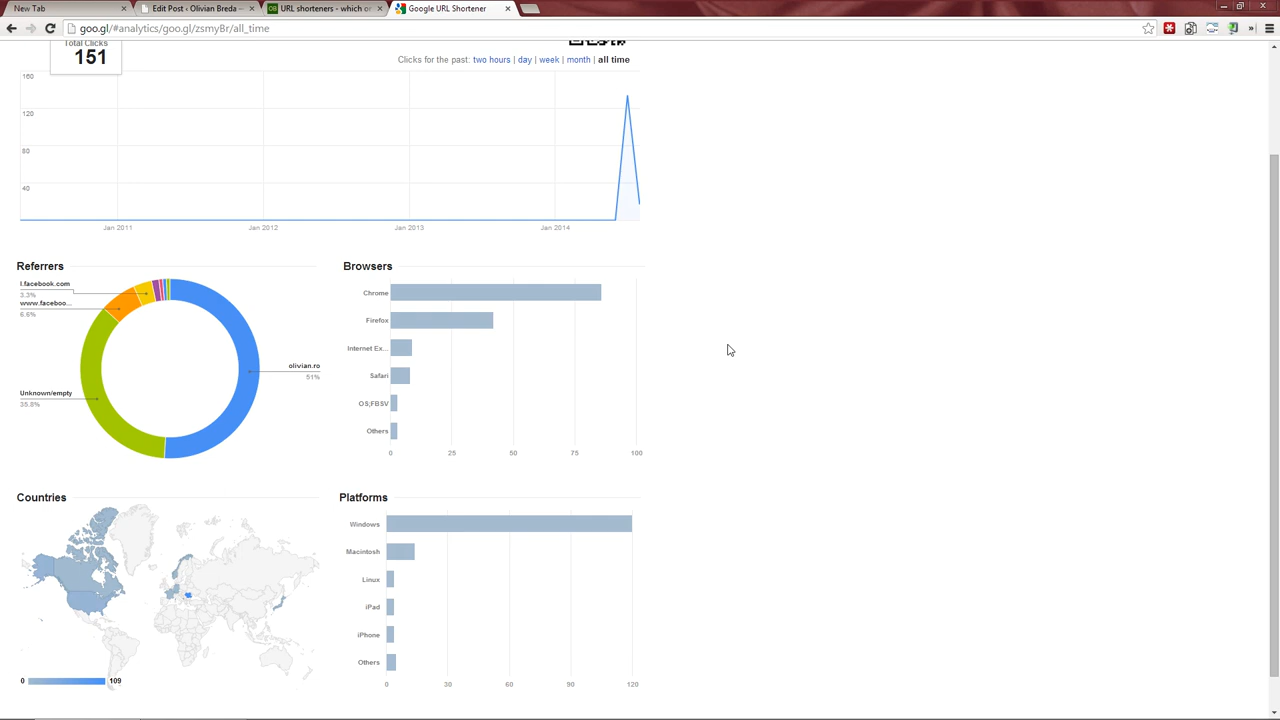 New Tab
Edit Post ‹ Olivian Breda —
URL shorteners - which or
Google URL Shortener
goo.gl/#analytics/goo.gl/zsmyBr/all_time
Total Clicks
151
Clicks for the past: two hours | day | week | month | all time
160
120
80
40
Jan 2011
Jan 2012
Jan 2013
Jan 2014
Referrers
l.facebook.com
3.3%
www.faceboo...
6.6%
olivian.ro
51%
Unknown/empty
35.8%
Browsers
Chrome
Firefox
Internet Ex...
Safari
OS;FBSV
Others
0 25 50 75 100
Countries
0 109
Platforms
Windows
Macintosh
Linux
iPad
iPhone
Others
0 30 60 90 120